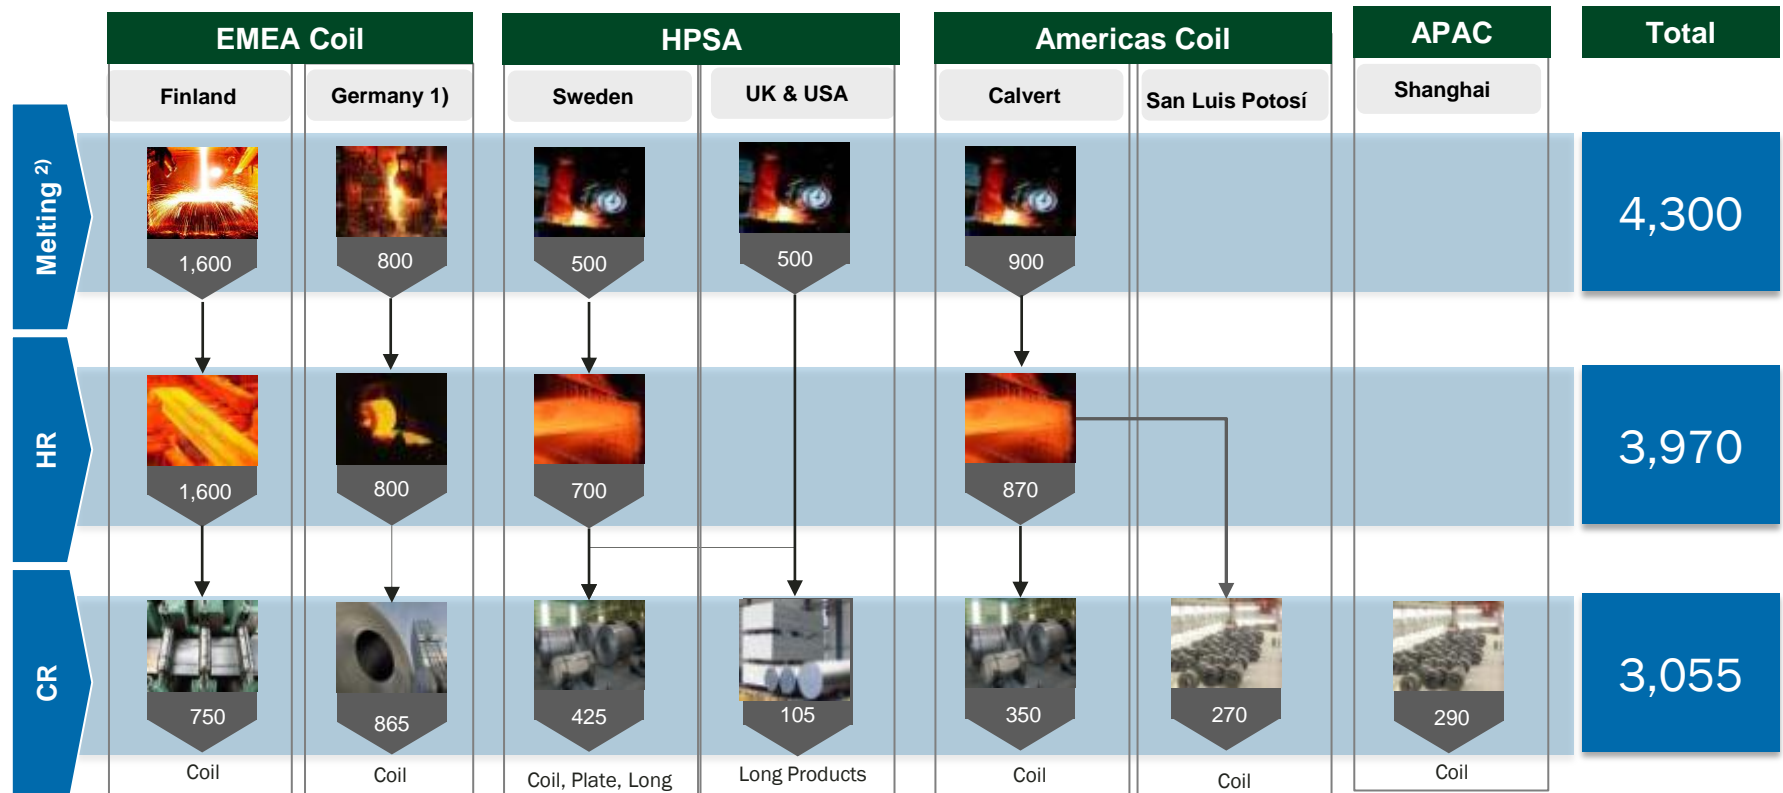 EMEA Coil
HPSA
Americas Coil
APAC
Total
Finland
Germany 1)
Sweden
UK & USA
Calvert
San Luis Potosí
Shanghai
Melting 2)
1,600
800
500
500
900
4,300
HR
1,600
800
700
870
3,970
CR
750
865
425
105
350
270
290
3,055
Coil
Coil
Coil, Plate, Long
Long Products
Coil
Coil
Coil